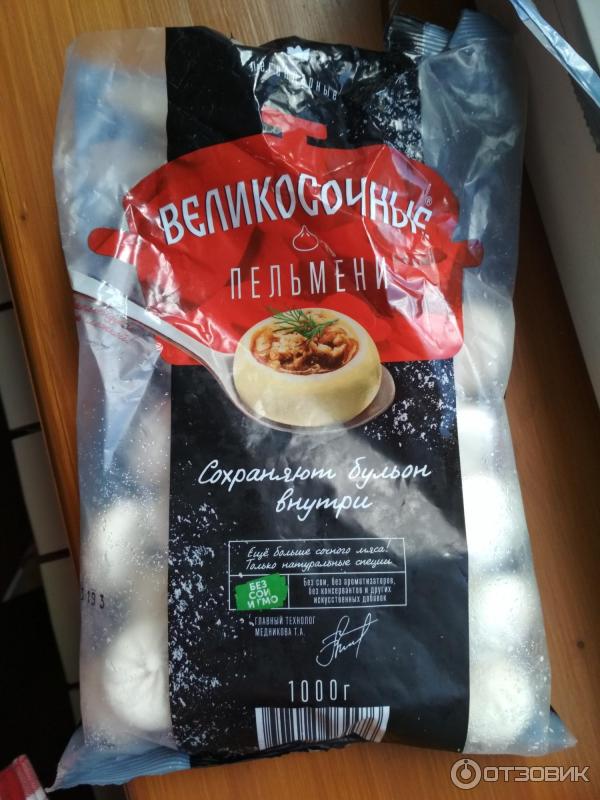 ВЕЛИКОСОЧНЫЕ®
ПЕЛЬМЕНИ
Сохраняют бульон
внутри
Ещё больше сочного мяса!
Только натуральные специи
БЕЗ
СОИ
И ГМО
Без сои, без ароматизаторов,
без консервантов и других
искусственных добавок
ГЛАВНЫЙ ТЕХНОЛОГ
МЕДНИКОВА Т.А.
1000г
193
ОТЗОВИК